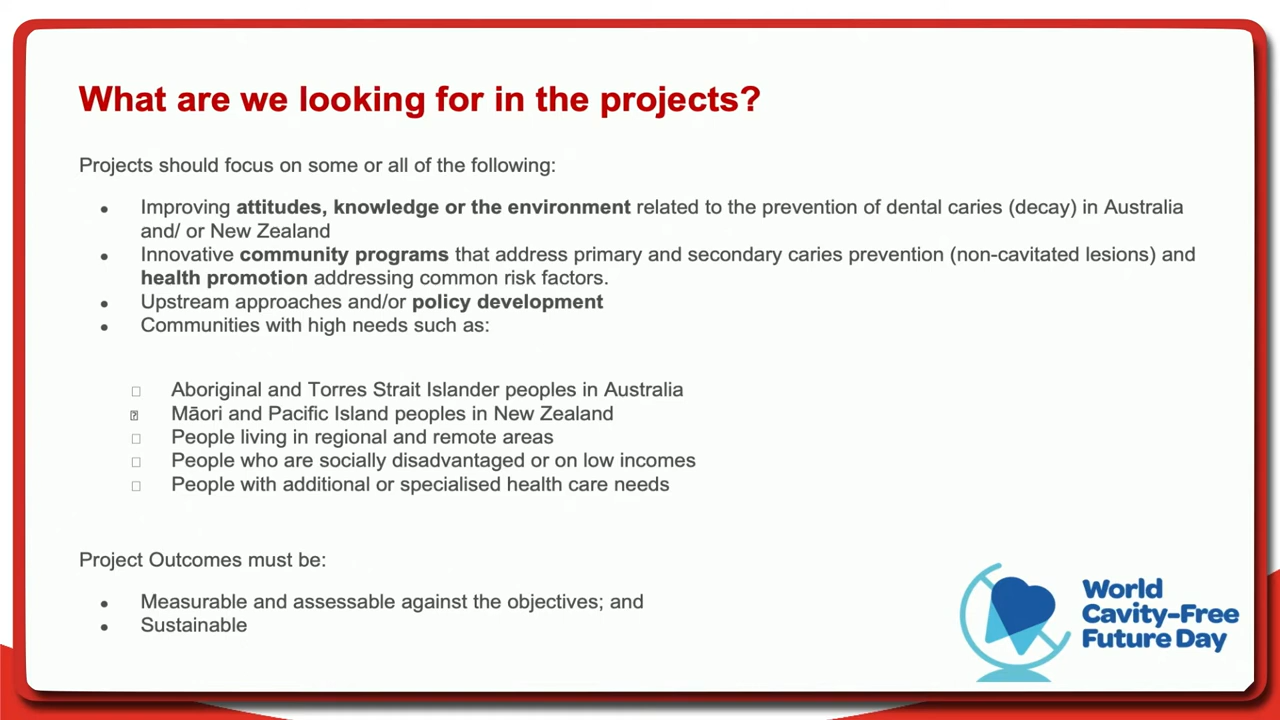 What are we looking for in the projects?
Projects should focus on some or all of the following:
• Improving attitudes, knowledge or the environment related to the prevention of dental caries (decay) in Australia
and/ or New Zealand
• Innovative community programs that address primary and secondary caries prevention (non-cavitated lesions) and
health promotion addressing common risk factors.
• Upstream approaches and/or policy development
• Communities with high needs such as:
Aboriginal and Torres Strait Islander peoples in Australia
Māori and Pacific Island peoples in New Zealand
People living in regional and remote areas
People who are socially disadvantaged or on low incomes
People with additional or specialised health care needs
Project Outcomes must be:
• Measurable and assessable against the objectives; and
• Sustainable
World
Cavity-Free
Future Day